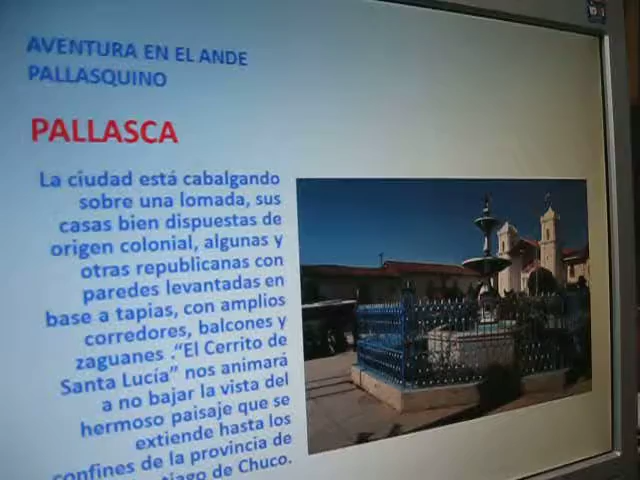 AVENTURA EN EL ANDE
PALLASQUINO
PALLASCA
La ciudad está cabalgando
sobre una lomada, sus
casas bien dispuestas de
origen colonial, algunas y
otras republicanas con
paredes levantadas en
base a tapias, con amplios
corredores, balcones y
zaguanes .“El Cerrito de
Santa Lucía” nos animará
a no bajar la vista del
hermoso paisaje que se
extiende hasta los
confines de la provincia de
de Chuco.